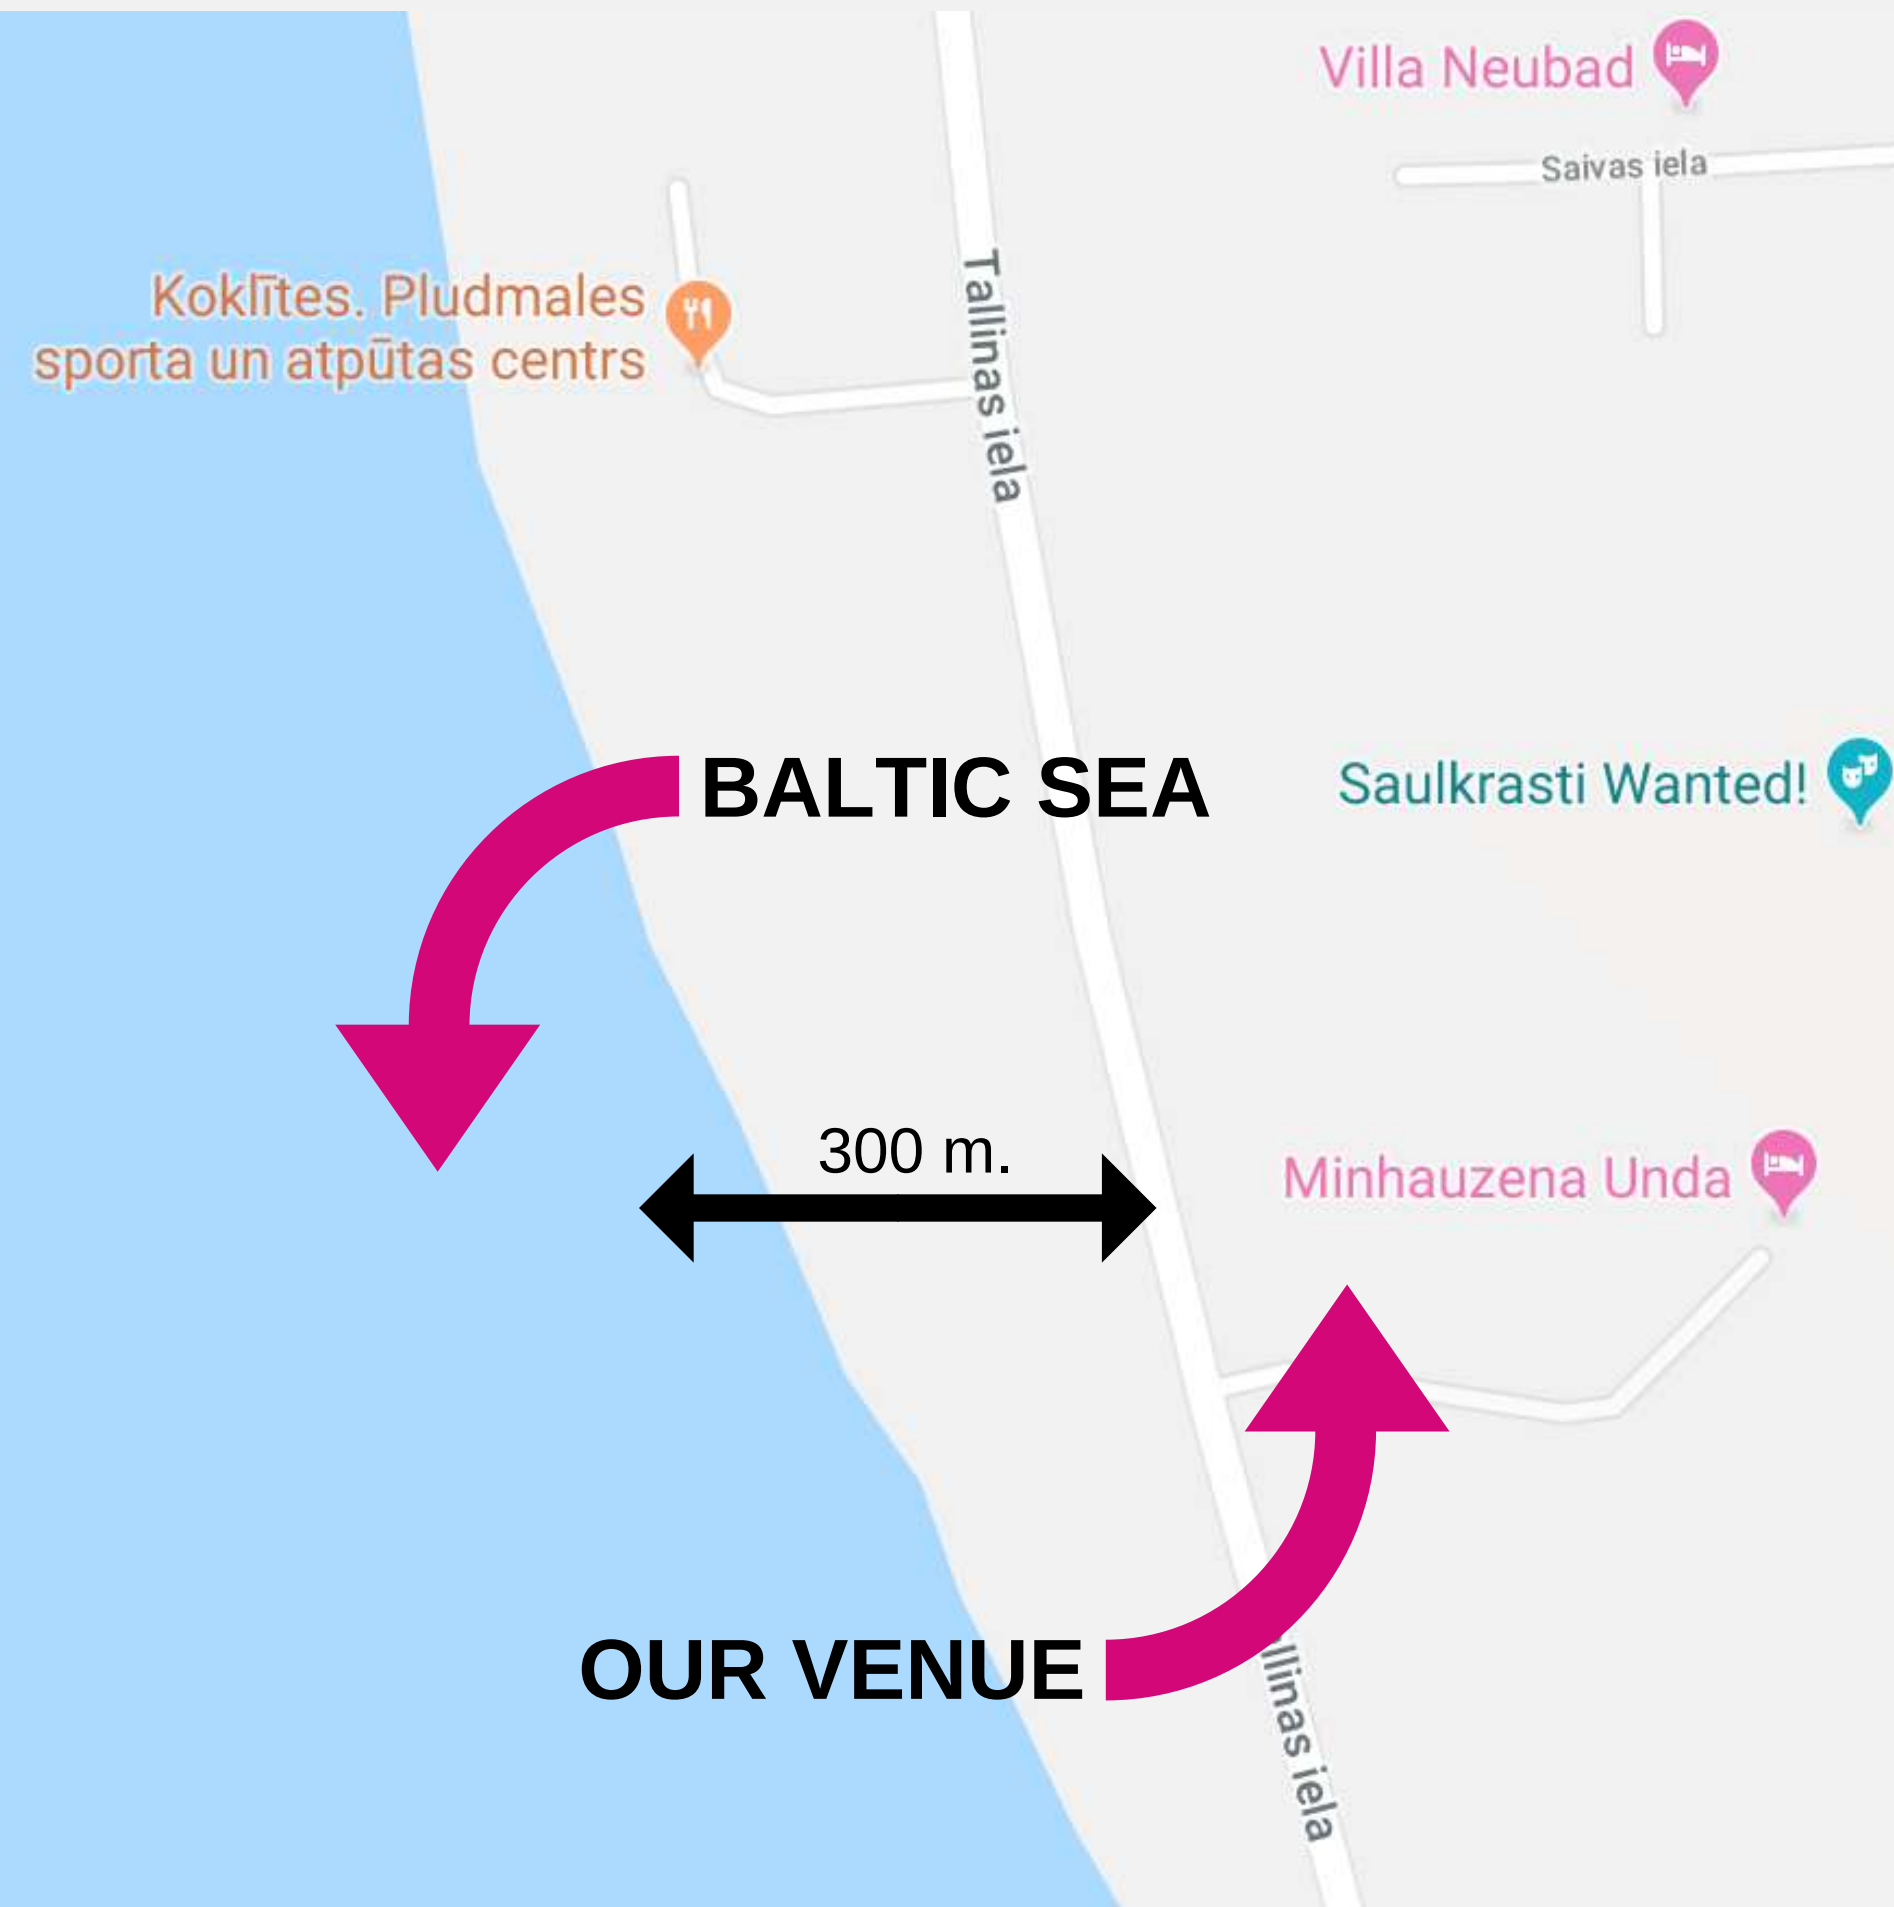 Villa Neubad
Saivas iela
Koklītes. Pludmales
sporta un atpūtas centrs
Tallinas iela
BALTIC SEA
Saulkrasti Wanted!
300 m.
Minhauzena Unda
OUR VENUE
llinas iela